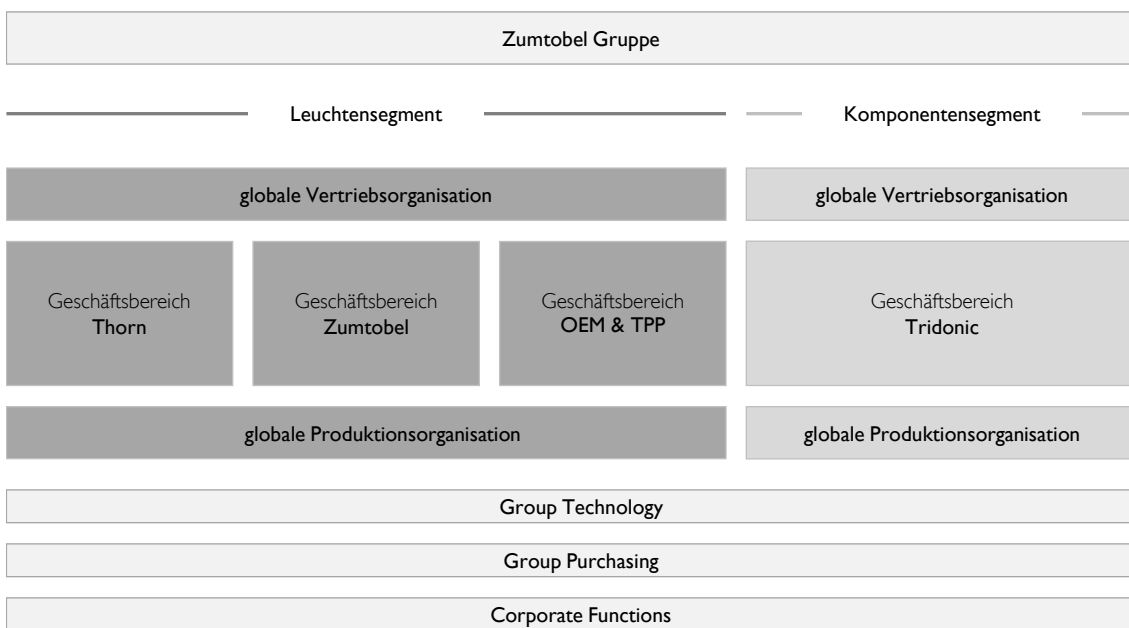 Zumtobel Gruppe
Leuchtensegment
Komponentensegment
globale Vertriebsorganisation
globale Vertriebsorganisation
Geschäftsbereich
Thorn
Geschäftsbereich
Zumtobel
Geschäftsbereich
OEM & TPP
Geschäftsbereich
Tridonic
globale Produktionsorganisation
globale Produktionsorganisation
Group Technology
Group Purchasing
Corporate Functions